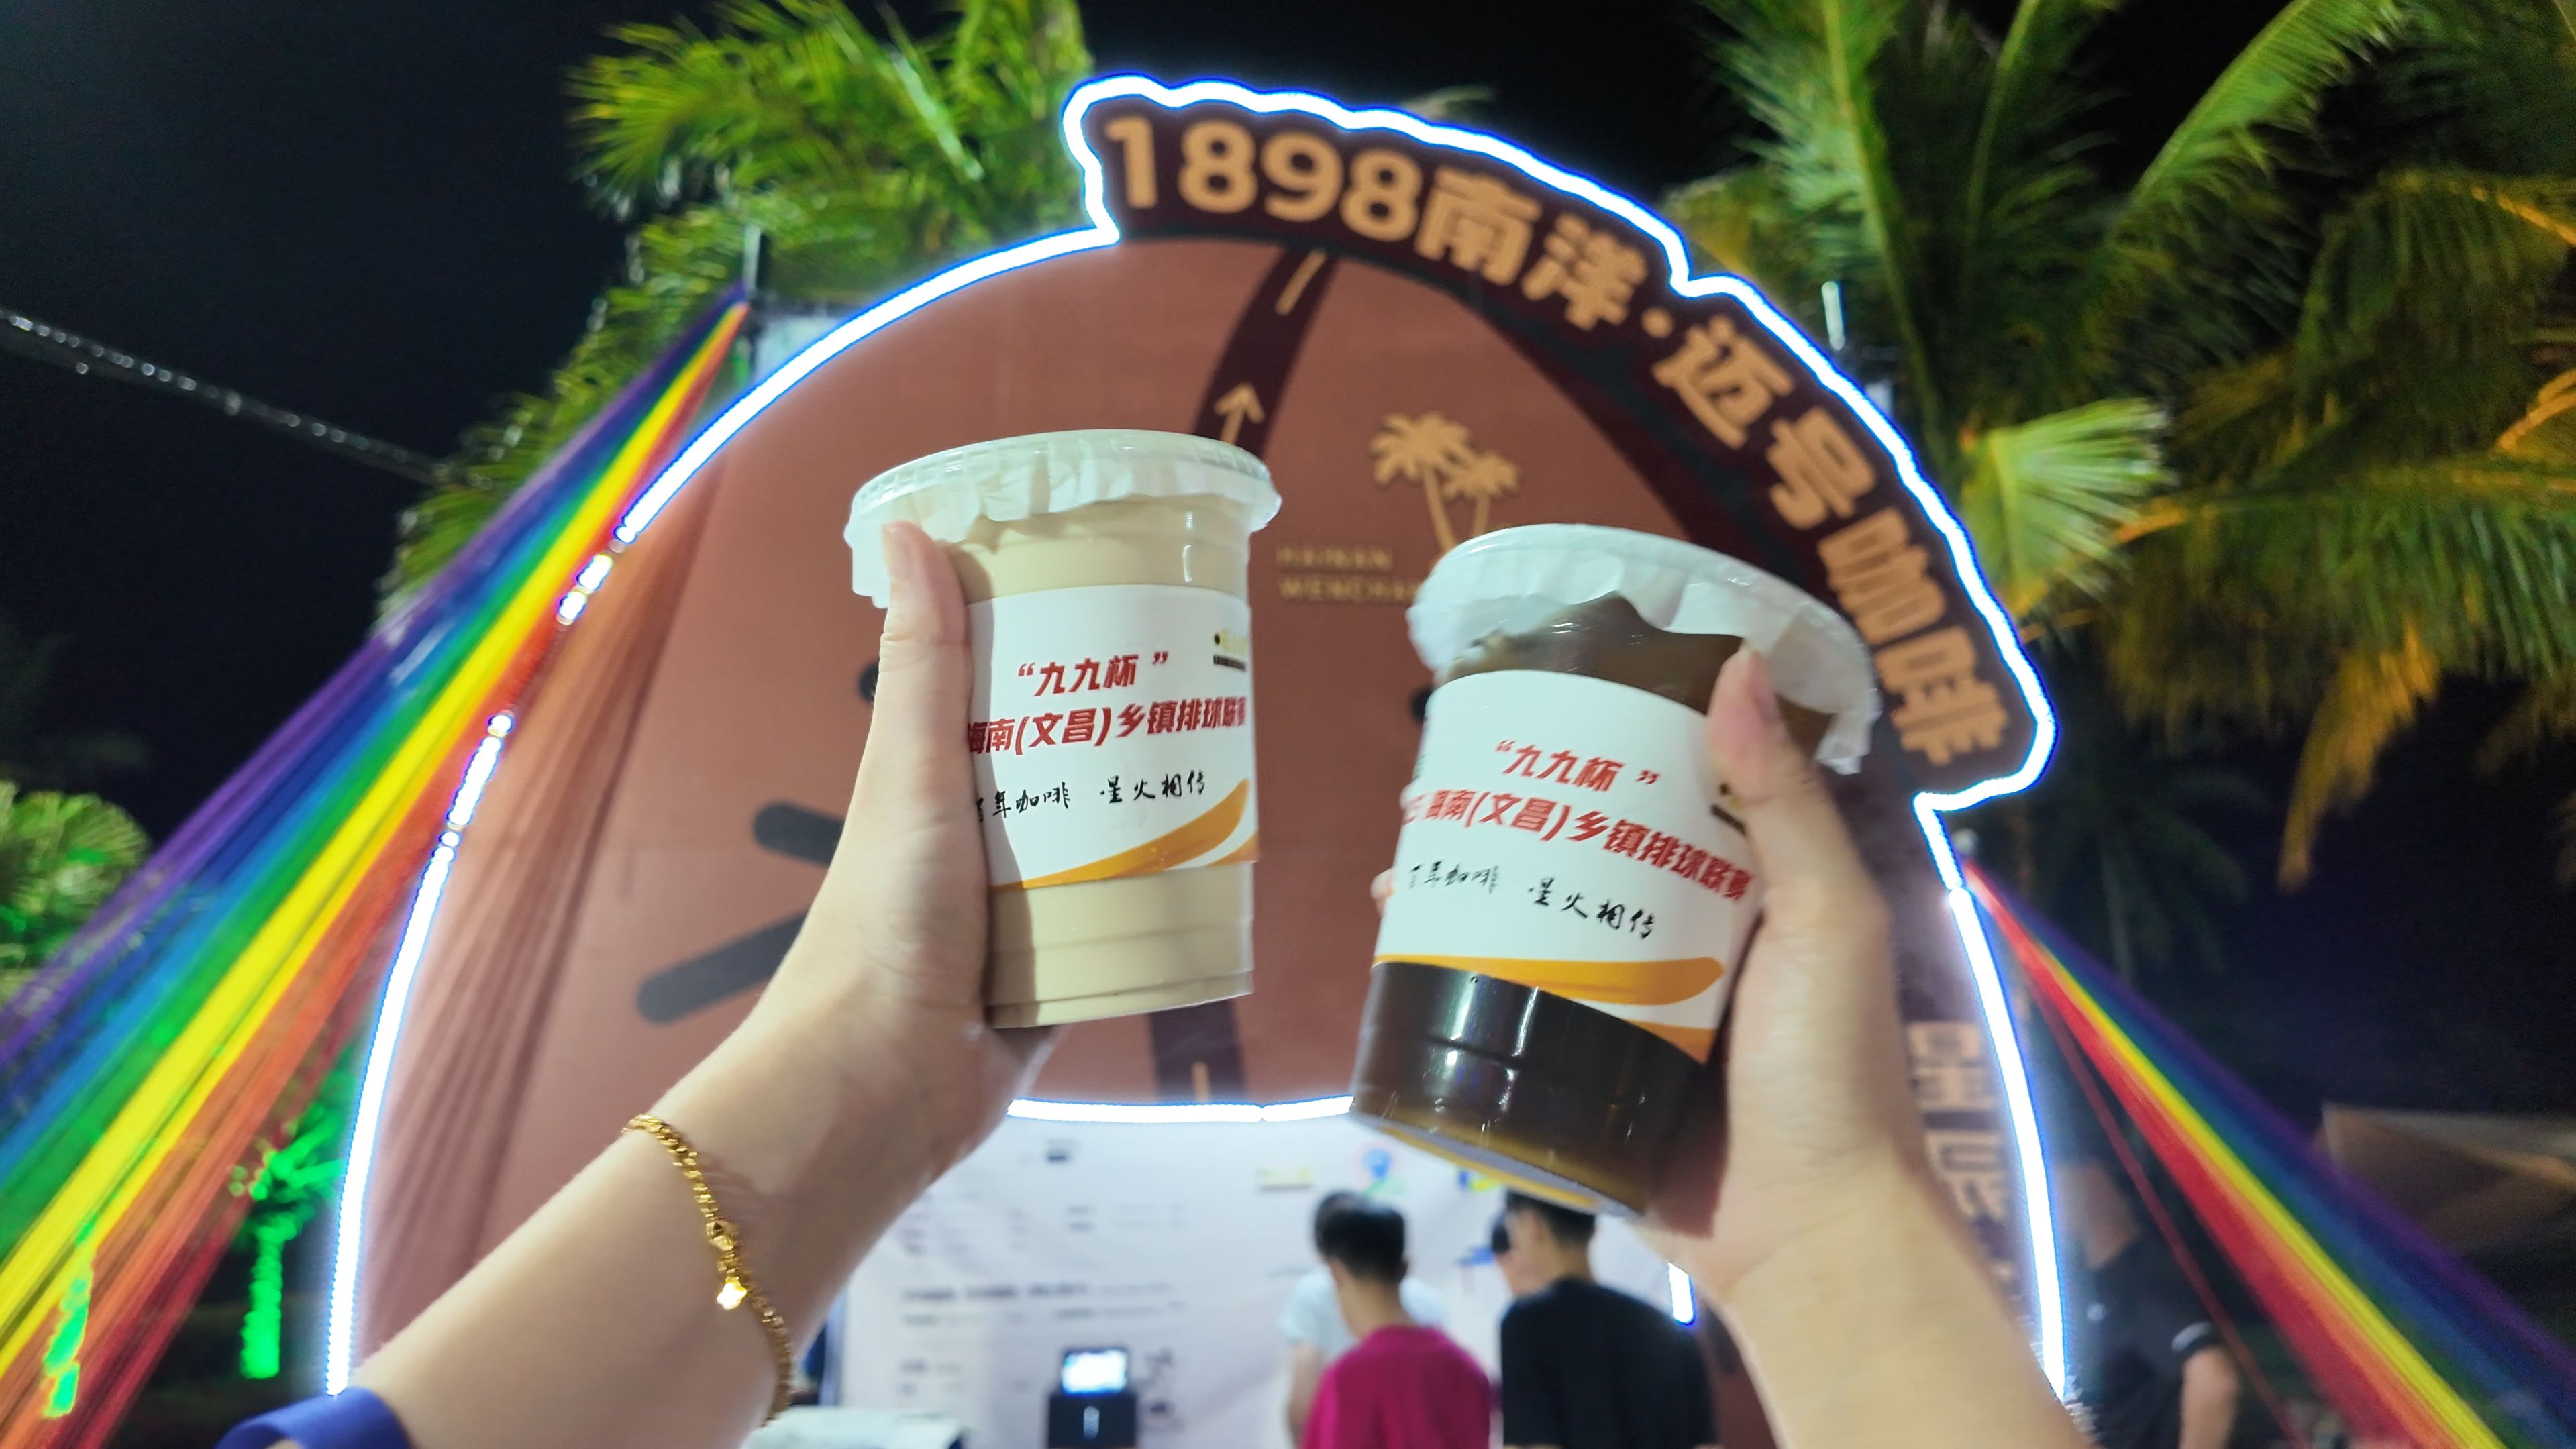 1898南洋·迈号咖啡
HAINAN
WENCHA
“九九杯”
海南(文昌)乡镇排球联赛
百年咖啡 星火相传
“九九杯”
海南(文昌)乡镇排球联赛
百年咖啡 星火相传